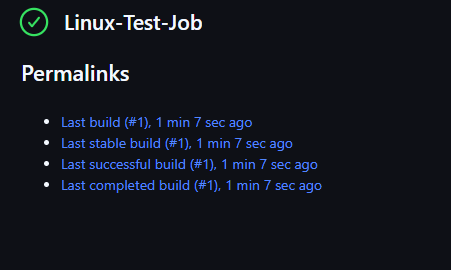 Linux-Test-Job
Permalinks
Last build (#1), 1 min 7 sec ago
Last stable build (#1), 1 min 7 sec ago
Last successful build (#1), 1 min 7 sec ago
Last completed build (#1), 1 min 7 sec ago